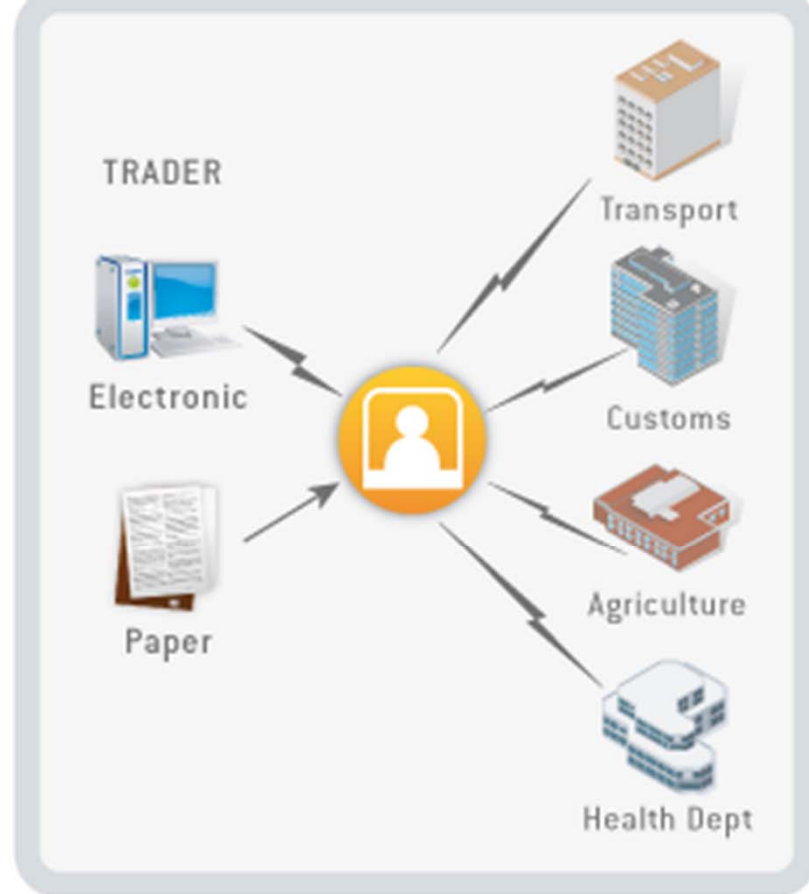 TRADER
Electronic
Paper
Transport
Customs
Agriculture
Health Dept